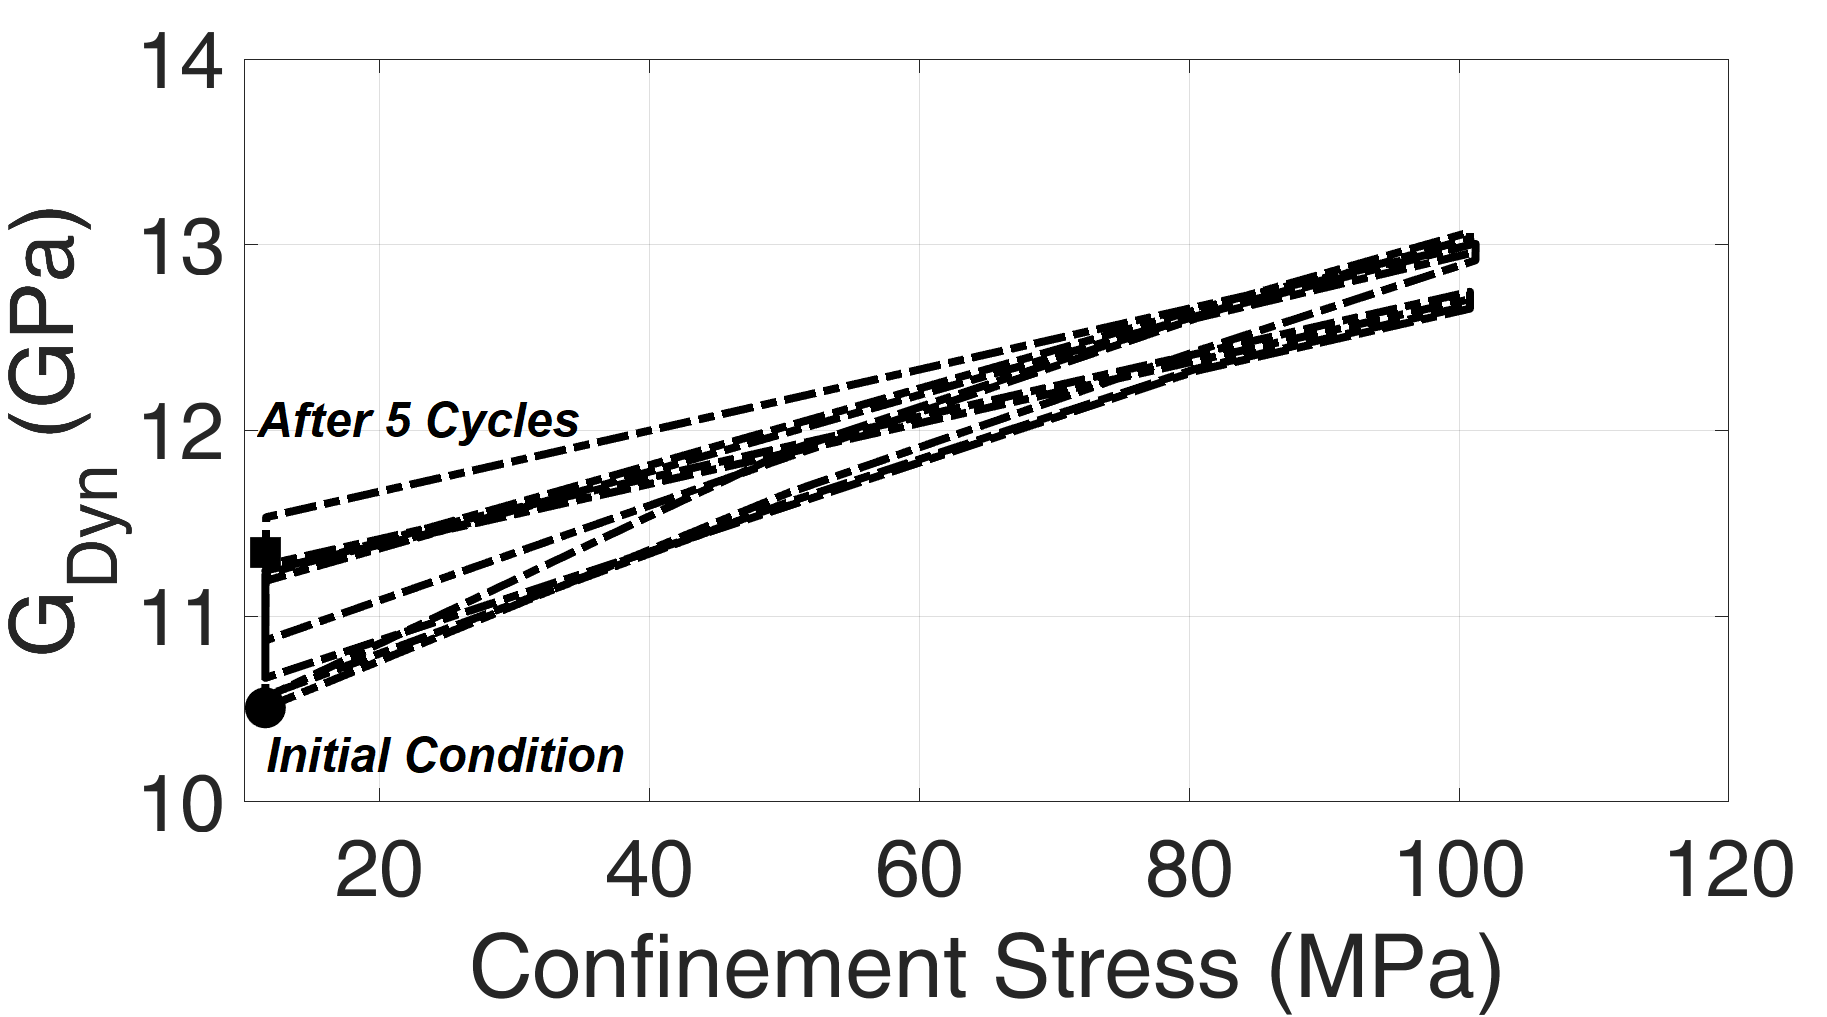 14
13
12
11
10
G_Dyn (GPa)
After 5 Cycles
Initial Condition
20 40 60 80 100 120
Confinement Stress (MPa)